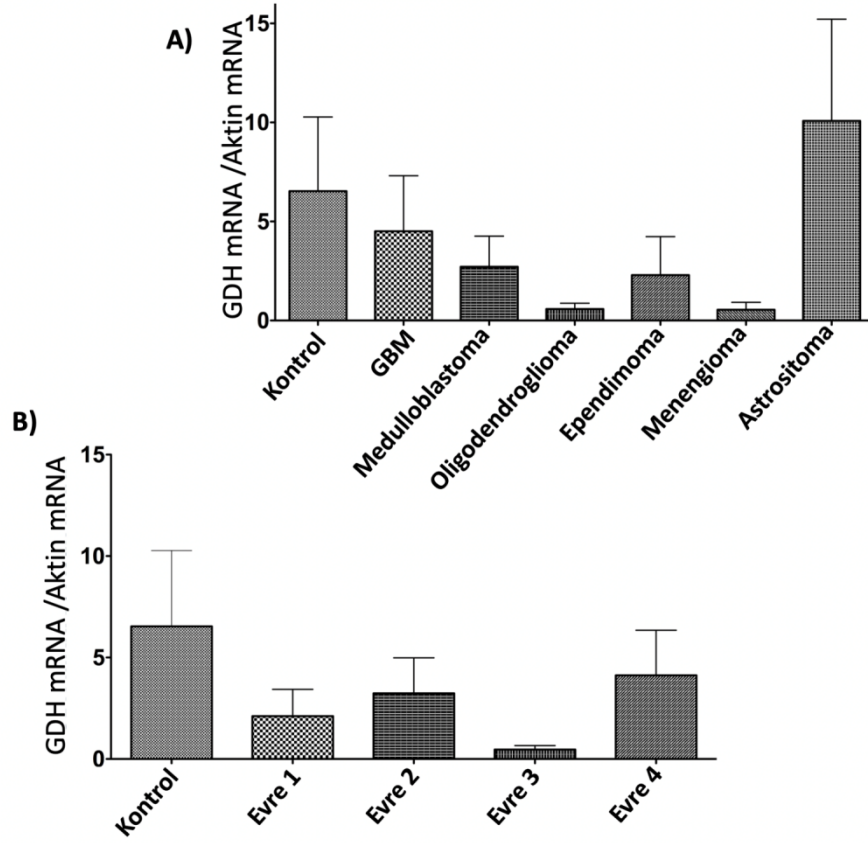 A)
GDH mRNA /Aktin mRNA
15
10
5
0
Kontrol
GBM
Medulloblastoma
Oligodendroglioma
Ependimoma
Menengioma
Astrositoma
B)
GDH mRNA /Aktin mRNA
15
10
5
0
Kontrol
Evre 1
Evre 2
Evre 3
Evre 4